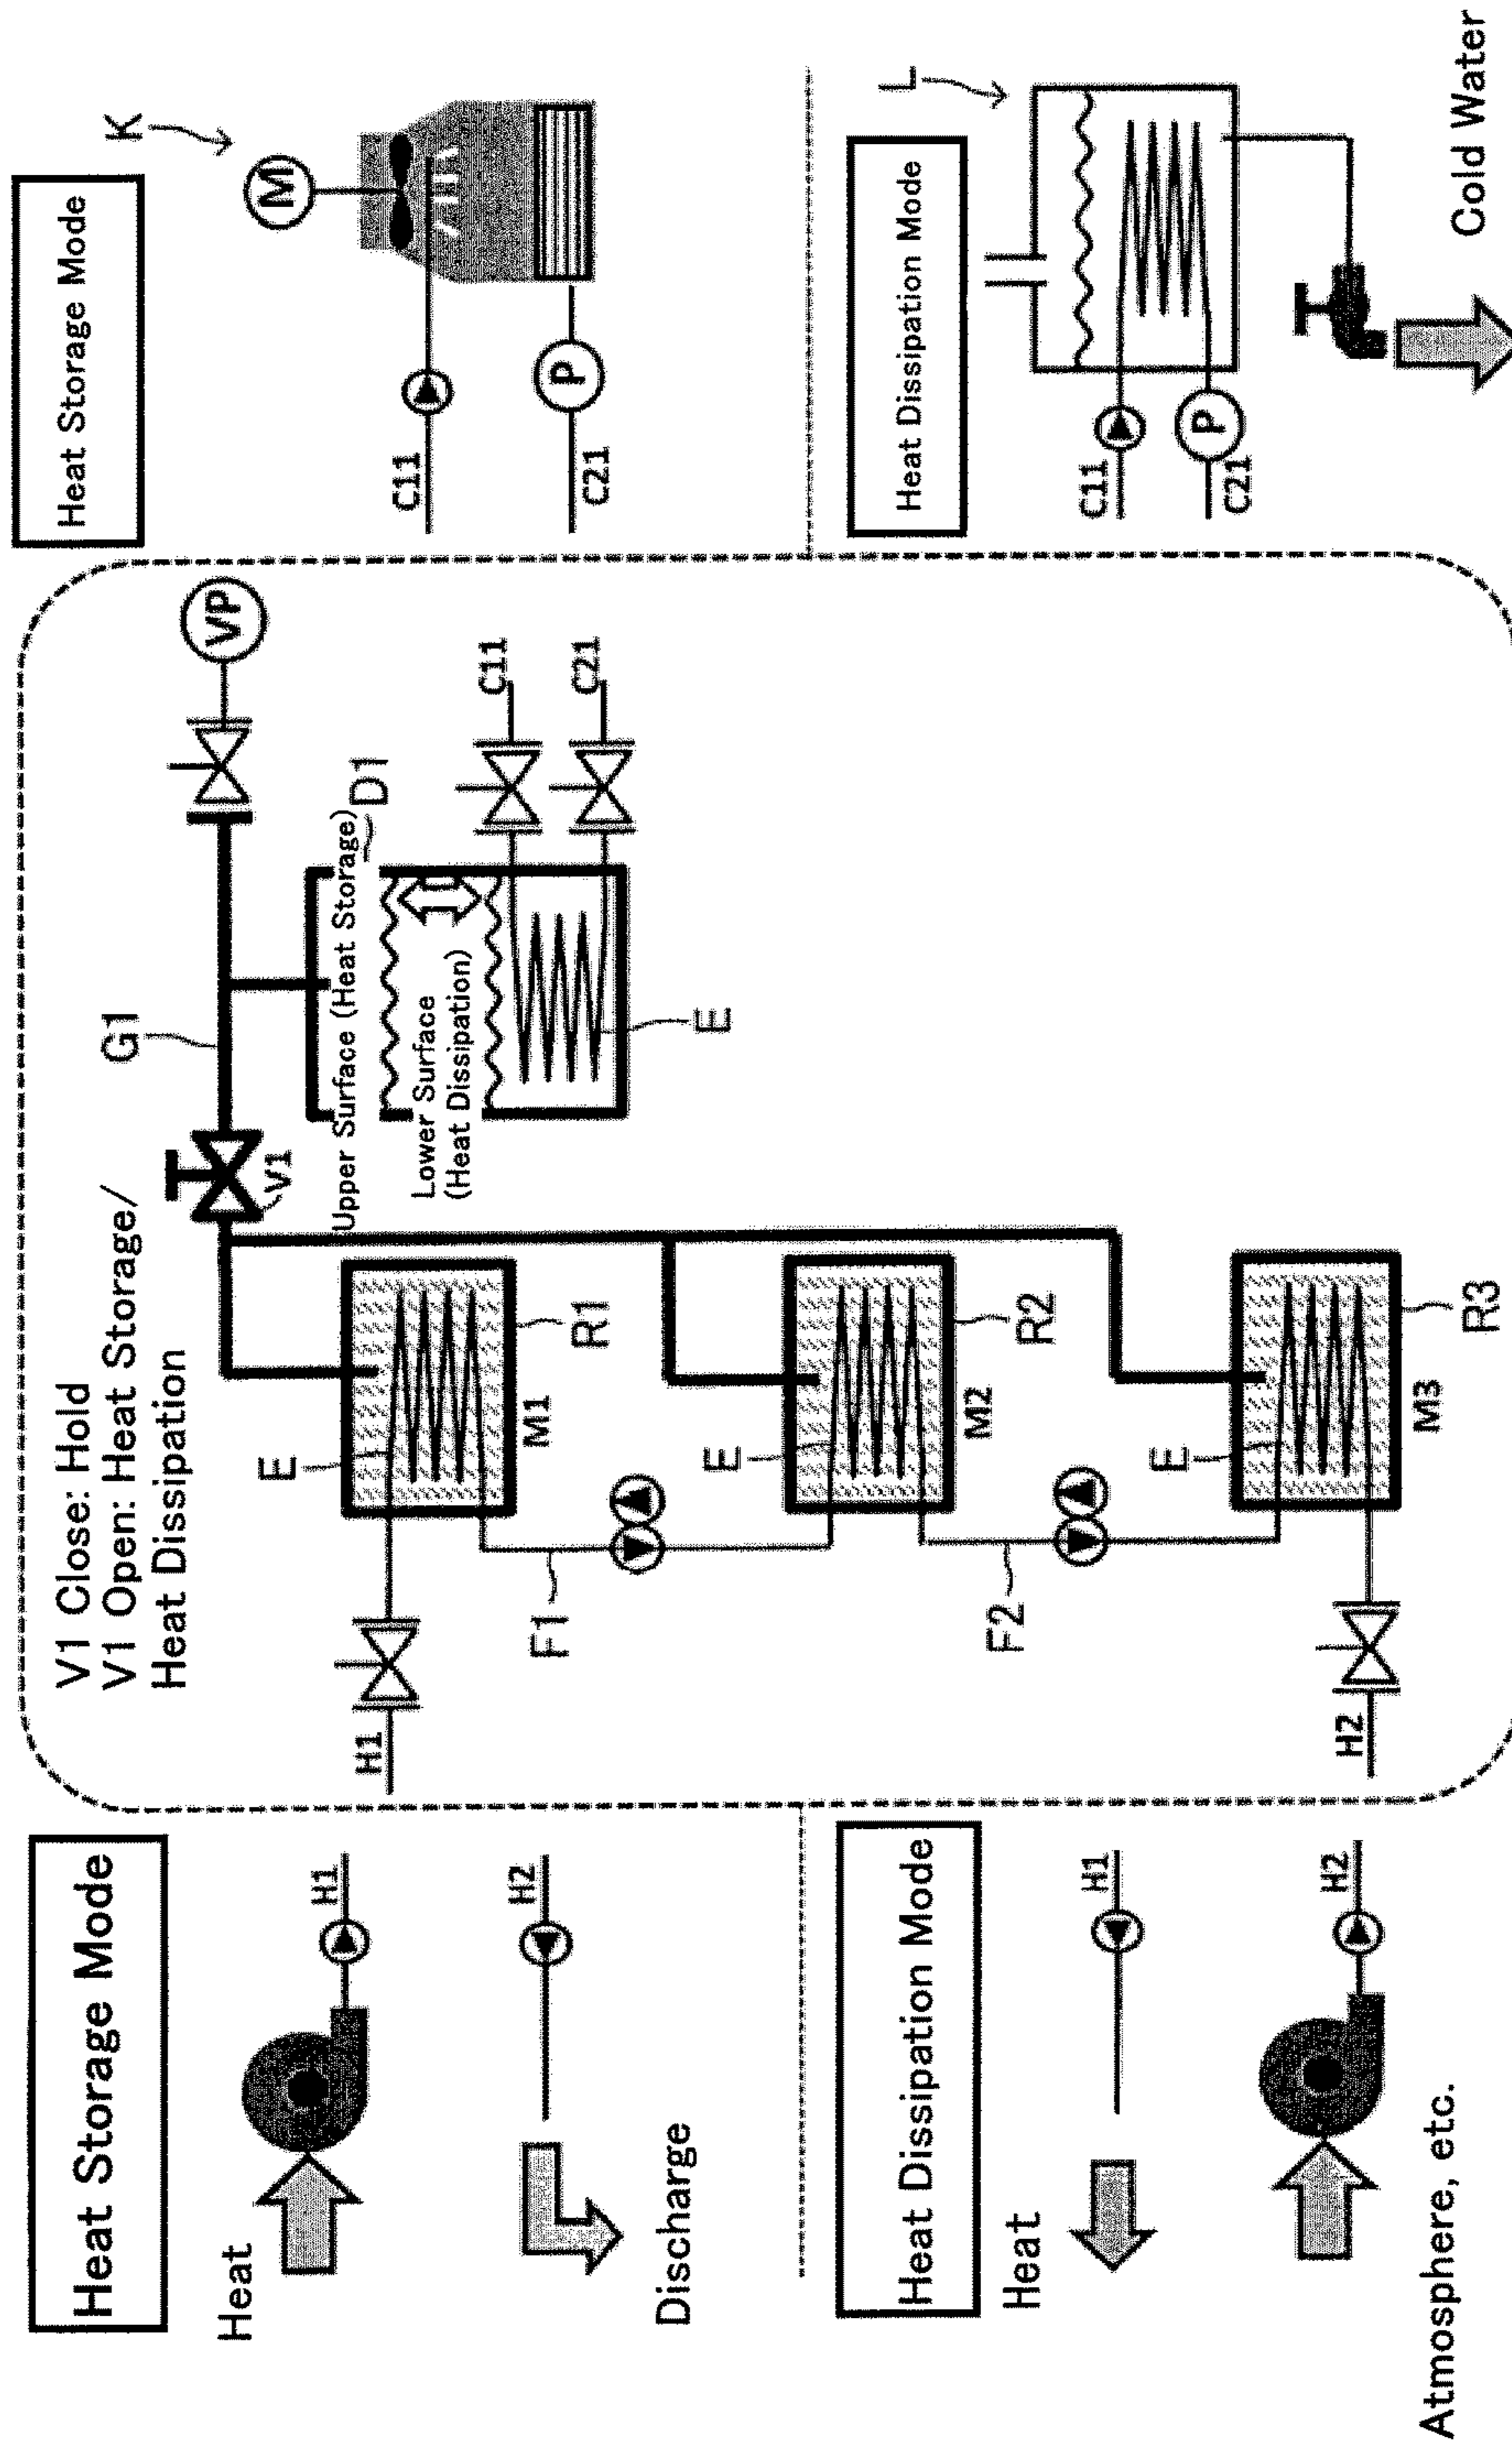 Heat Storage Mode
Heat
H1
H2
Discharge
Heat Dissipation Mode
Heat
H1
H2
Atmosphere, etc.
V1 Close: Hold
V1 Open: Heat Storage/
Heat Dissipation
G1
VP
V1
Upper Surface (Heat Storage)
D1
Lower Surface
(Heat Dissipation)
C11
C21
E
H1
E
R1
M1
F1
E
R2
M2
F2
E
R3
M3
H2
Heat Storage Mode
K
M
C11
P
C21
Heat Dissipation Mode
L
C11
P
C21
Cold Water